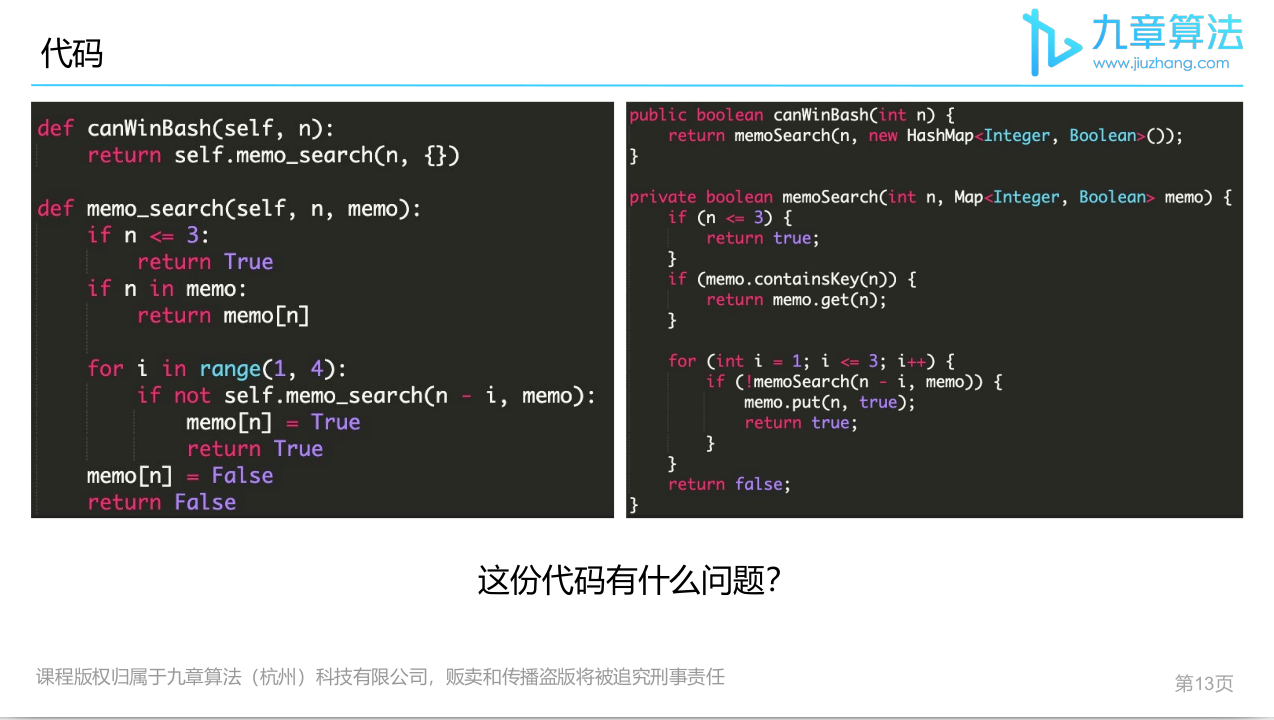 代码
九章算法
www.jiuzhang.com
def canWinBash(self, n):
    return self.memo_search(n, {})

def memo_search(self, n, memo):
    if n <= 3:
        return True
    if n in memo:
        return memo[n]

    for i in range(1, 4):
        if not self.memo_search(n - i, memo):
            memo[n] = True
            return True
    memo[n] = False
    return False
public boolean canWinBash(int n) {
    return memoSearch(n, new HashMap<Integer, Boolean>());
}

private boolean memoSearch(int n, Map<Integer, Boolean> memo) {
    if (n <= 3) {
        return true;
    }
    if (memo.containsKey(n)) {
        return memo.get(n);
    }

    for (int i = 1; i <= 3; i++) {
        if (!memoSearch(n - i, memo)) {
            memo.put(n, true);
            return true;
        }
    }
    return false;
}
这份代码有什么问题?
课程版权归属于九章算法（杭州）科技有限公司，贩卖和传播盗版将被追究刑事责任
第13页